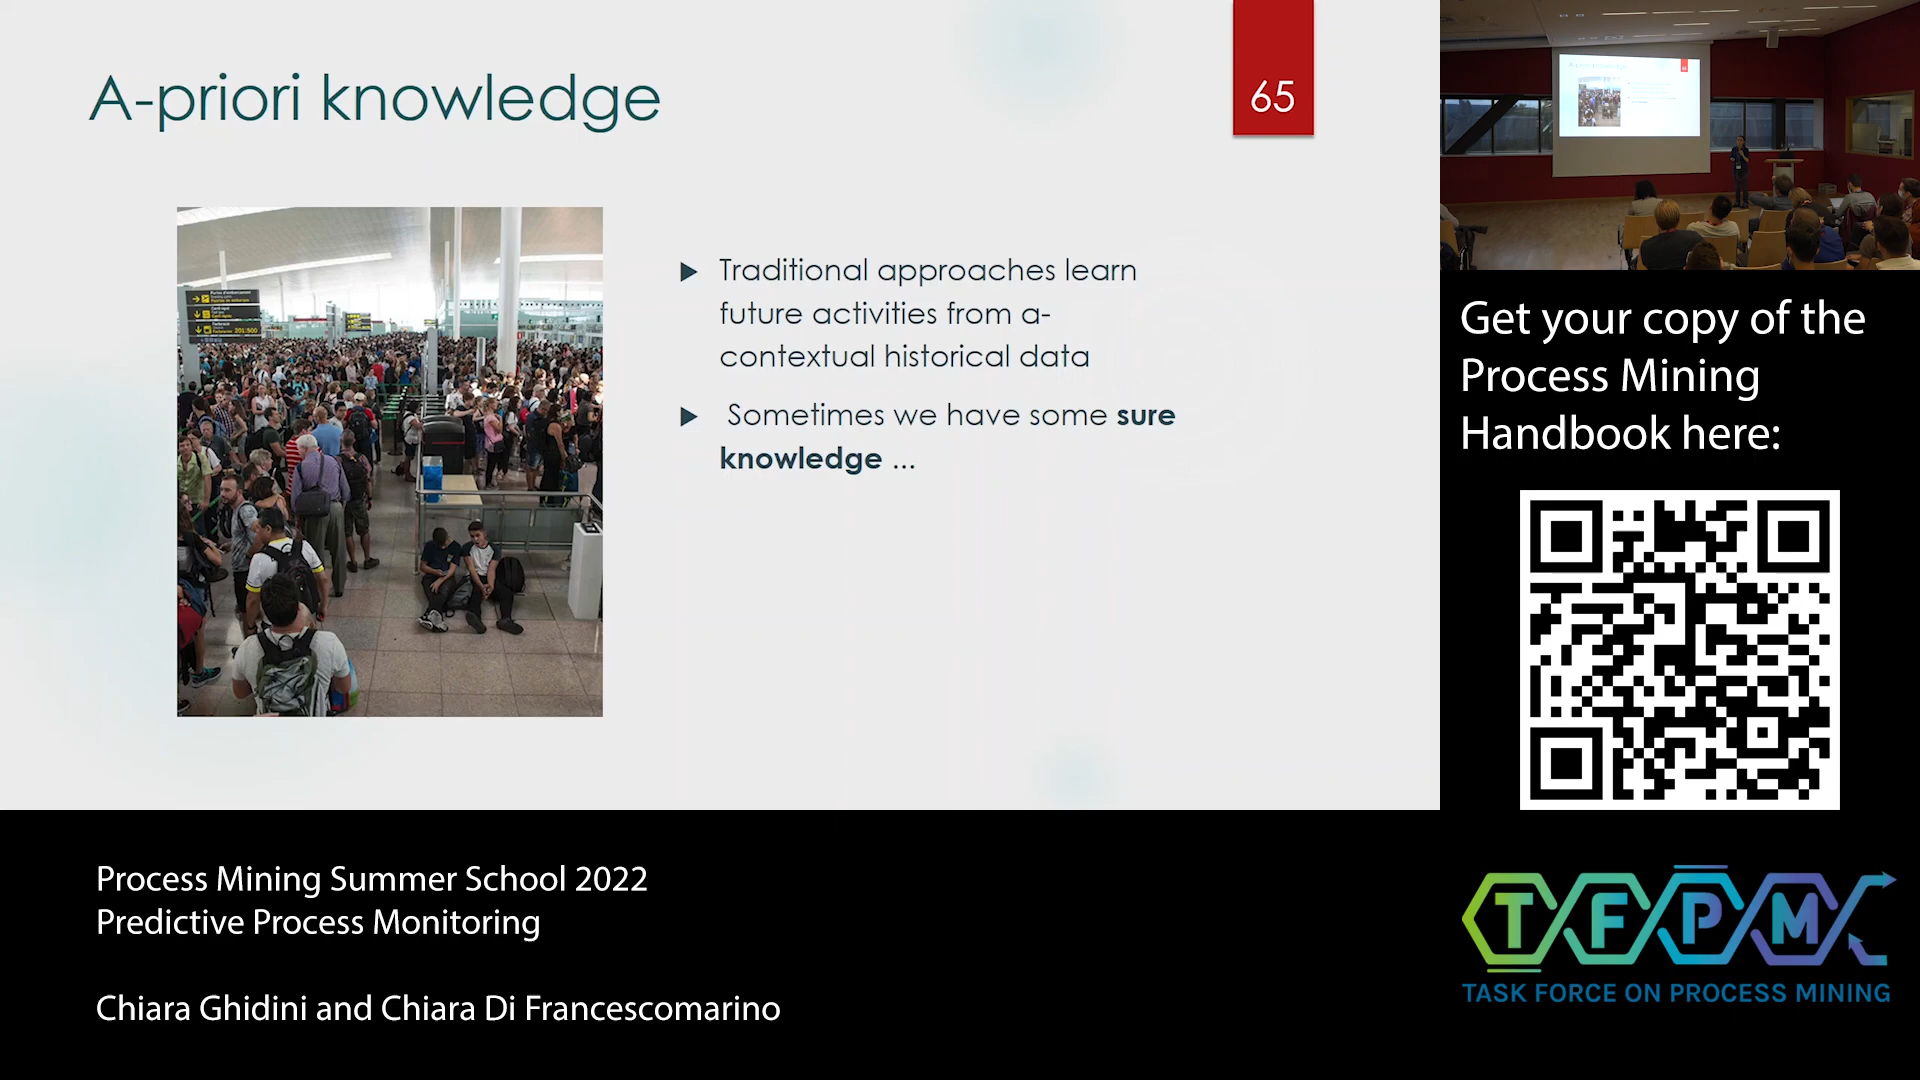 A-priori knowledge
65
Traditional approaches learn
future activities from a-
contextual historical data
Sometimes we have some sure
knowledge ...
Get your copy of the
Process Mining
Handbook here:
Process Mining Summer School 2022
Predictive Process Monitoring
Chiara Ghidini and Chiara Di Francescomarino
TFPM
TASK FORCE ON PROCESS MINING